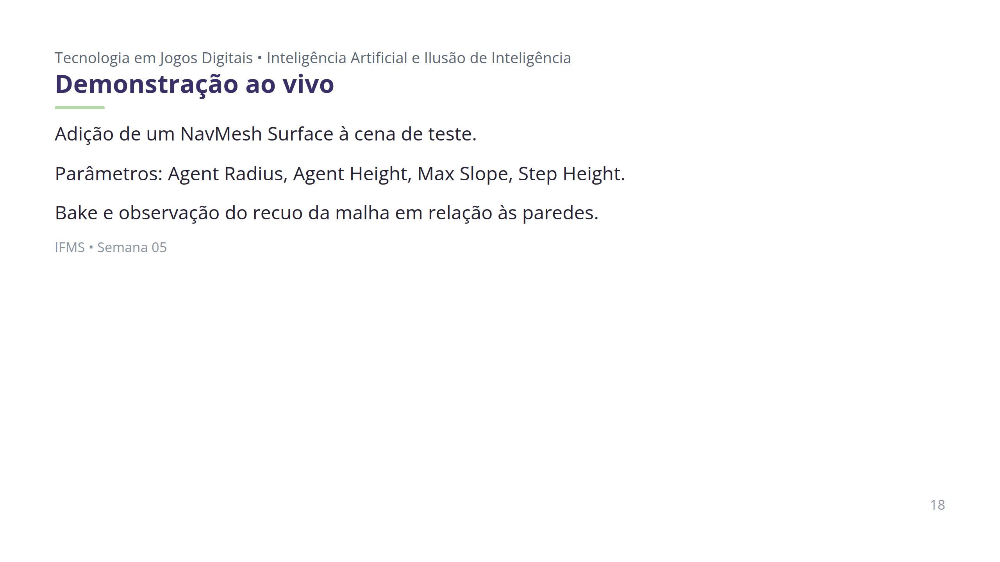 Tecnologia em Jogos Digitais • Inteligência Artificial e Ilusão de Inteligência
Demonstração ao vivo
Adição de um NavMesh Surface à cena de teste.
Parâmetros: Agent Radius, Agent Height, Max Slope, Step Height.
Bake e observação do recuo da malha em relação às paredes.
IFMS • Semana 05
18